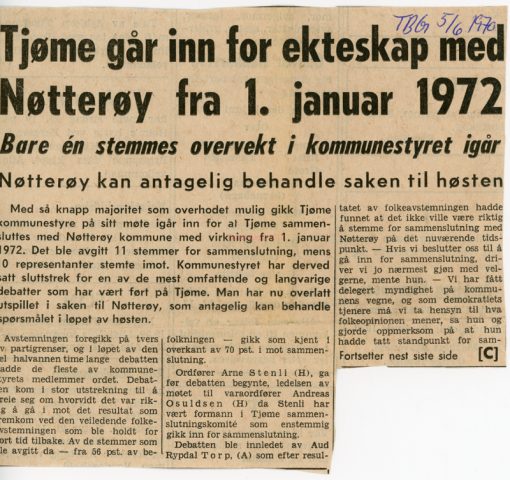 TBG 5/6 1970
Tjøme går inn for ekteskap med
Nøtterøy fra 1. januar 1972
Bare én stemmes overvekt i kommunestyret igår
Nøtterøy kan antagelig behandle saken til høsten
Med så knapp majoritet som overhodet mulig gikk Tjøme
kommunestyre på sitt møte igår inn for at Tjøme sammen-
sluttes med Nøtterøy kommune med virkning fra 1. januar
1972. Det ble avgitt 11 stemmer for sammenslutning, mens
10 representanter stemte imot. Kommunestyret har derved
satt sluttstrek for en av de mest omfattende og langvarige
debatter som har vært ført på Tjøme. Man har nu overlatt
utspillet i saken til Nøtterøy, som antagelig kan behandle
spørsmålet i løpet av høsten.
Avstemningen foregikk på tvers
av partigrenser, og i løpet av den
el halvannen time lange debatten
hadde de fleste av kommune-
tyrets medlemmer ordet. Debat-
en kom i stor utstrekning til å
reie seg om hvorvidt det var rik-
ig å gå i mot det resultat som
remkom ved den veiledende folke-
avstemningen som ble holdt for
ort tid tilbake. Av de stemmer som
le avgitt da — fra 56 pst. av be-
folkningen — gikk som kjent i
overkant av 70 pst. i mot sammen-
slutning.
Ordfører Arne Stenli (H), ga
før debatten begynte, ledelsen av
møtet til varaordfører Andreas
Osuldsen (H) da Stenli har
vært formann i Tjøme sammen-
slutningskomité som enstemmig
gikk inn for sammenslutning.
Debatten ble innledet av Aud
Rypdal Torp, (A) som efter resul-
tatet av folkeavstemningen hadde
funnet at det ikke ville være riktig
å stemme for sammenslutning med
Nøtterøy på det nuværende tids-
punkt. — Hvis vi beslutter oss til å
gå inn for sammenslutning, dri-
ver vi jo nærmest gjøn med vel-
gerne, mente hun. — Vi har fått
delegert myndighet på kommu-
nens vegne, og som demokratiets
tjenere må vi ta hensyn til hva
folkeopinionen mener, sa hun og
gjorde oppmerksom på at hun
hadde tatt standpunkt for sam-
Fortsetter nest siste side [C]